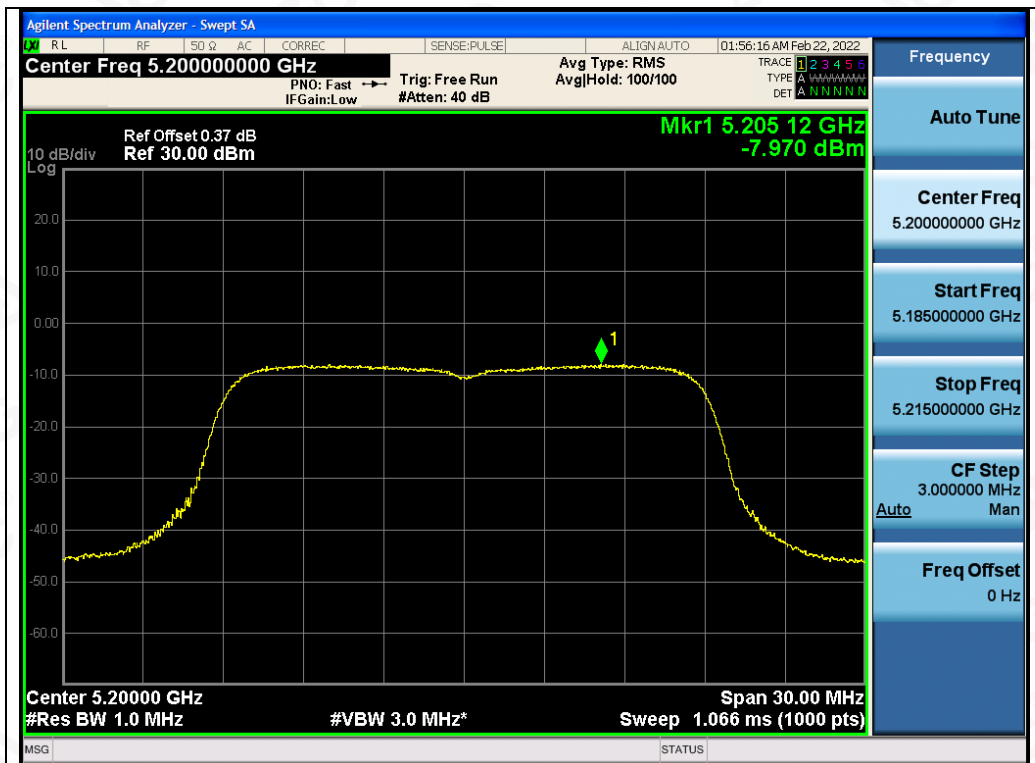 Agilent Spectrum Analyzer - Swept SA
LXI RL RF 50 Ω AC CORREC SENSE:PULSE ALIGN AUTO 01:56:16 AM Feb 22, 2022
Center Freq 5.200000000 GHz
PNO: Fast
IFGain:Low
Trig: Free Run
#Atten: 40 dB
Avg Type: RMS
Avg|Hold: 100/100
TRACE 1 2 3 4 5 6
TYPE A WWWWW
DET A N N N N N
Ref Offset 0.37 dB
10 dB/div Ref 30.00 dBm
Log
Mkr1 5.205 12 GHz
-7.970 dBm
20.0
10.0
0.00
-10.0
-20.0
-30.0
-40.0
-50.0
-60.0
1
Center 5.20000 GHz Span 30.00 MHz
#Res BW 1.0 MHz #VBW 3.0 MHz* Sweep 1.066 ms (1000 pts)
MSG STATUS
Frequency
Auto Tune
Center Freq
5.200000000 GHz
Start Freq
5.185000000 GHz
Stop Freq
5.215000000 GHz
CF Step
3.000000 MHz
Auto Man
Freq Offset
0 Hz